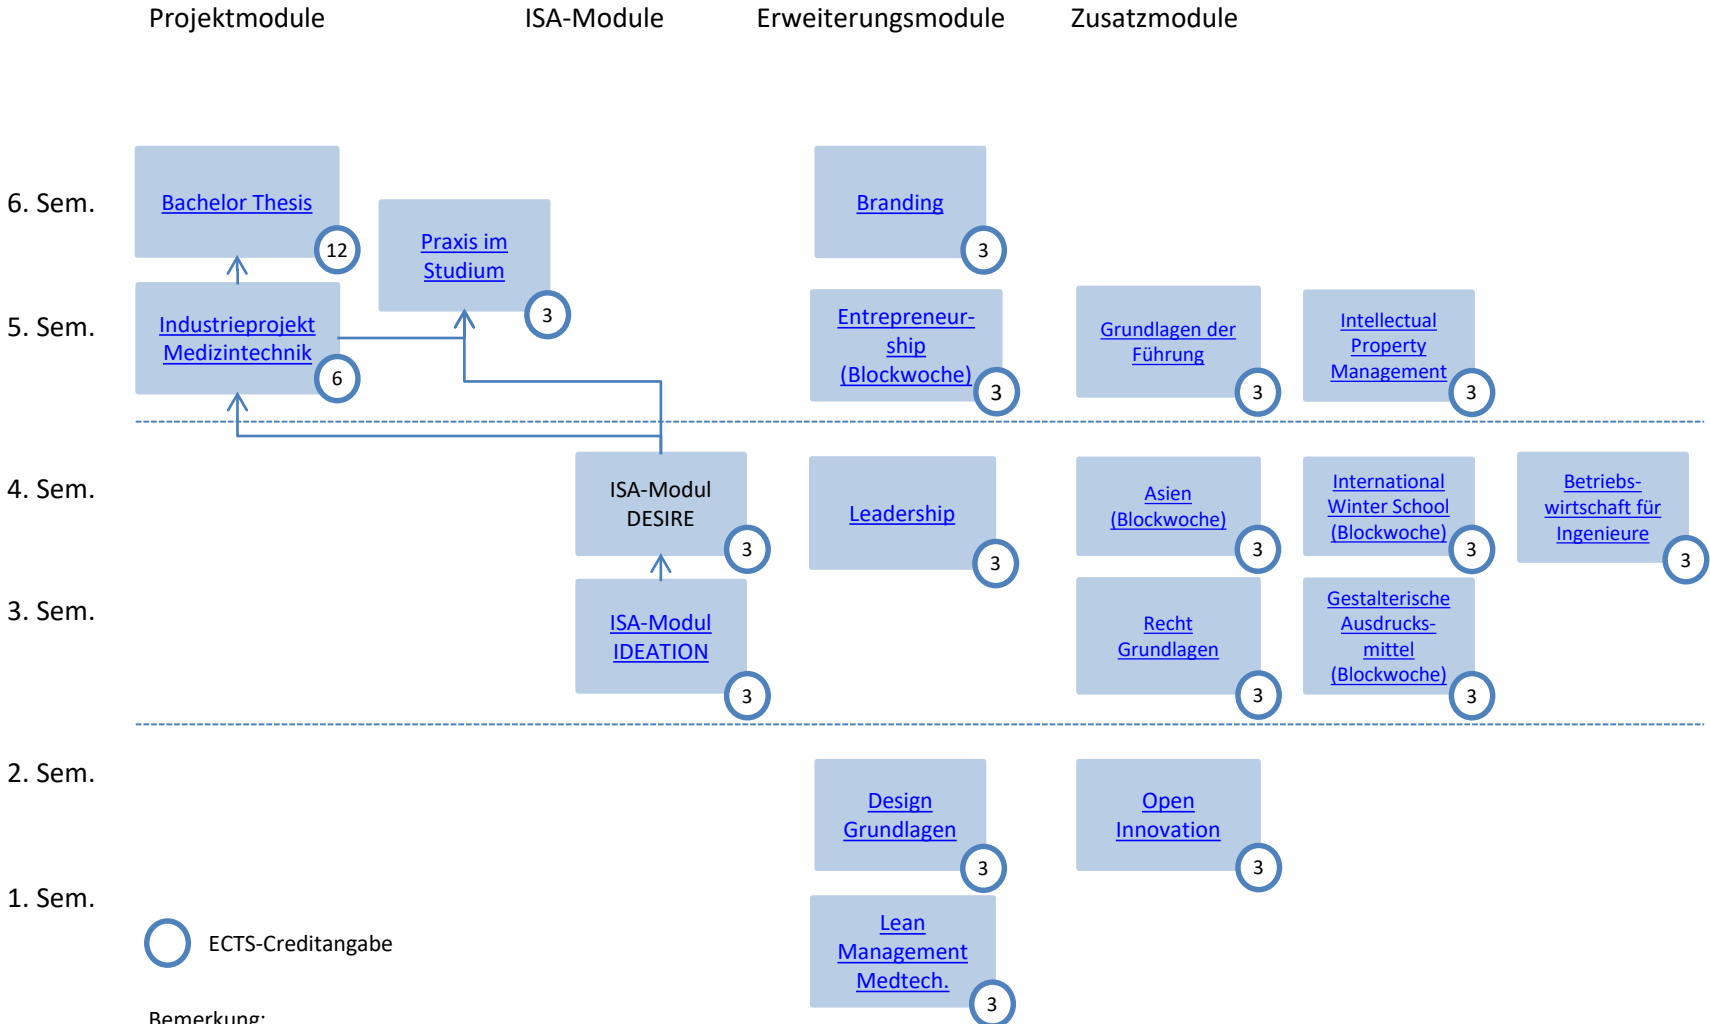 Projektmodule
ISA-Module
Erweiterungsmodule
Zusatzmodule
6. Sem.
Bachelor Thesis
12
Praxis im
Studium
3
Branding
3
5. Sem.
Industrieprojekt
Medizintechnik
6
Entrepreneur-
ship
(Blockwoche)
3
Grundlagen der
Führung
3
Intellectual
Property
Management
3
4. Sem.
ISA-Modul
DESIRE
3
Leadership
3
Asien
(Blockwoche)
3
International
Winter School
(Blockwoche)
3
Betriebs-
wirtschaft für
Ingenieure
3
3. Sem.
ISA-Modul
IDEATION
3
Recht
Grundlagen
3
Gestalterische
Ausdrucks-
mittel
(Blockwoche)
3
2. Sem.
Design
Grundlagen
3
Open
Innovation
3
1. Sem.
Lean
Management
Medtech.
3
ECTS-Creditangabe
Bemerkung: